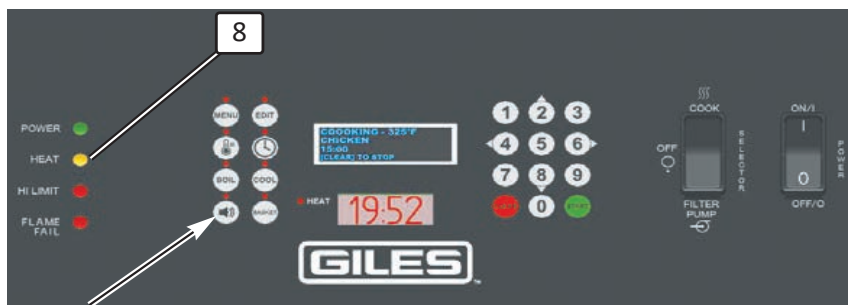 8
POWER
HEAT
HI LIMIT
FLAME
FAIL
MENU
EDIT
BOIL
COOL
BASKET
COOOKING - 325°F
CHICKEN
15:00
(CLEAR) TO STOP
HEAT
19:52
GILES
1 2 3
4 5 6
7 8 9
0
START
COOK
OFF
SELECTOR
FILTER
PUMP
ON/I
I
O
OFF/O
POWER